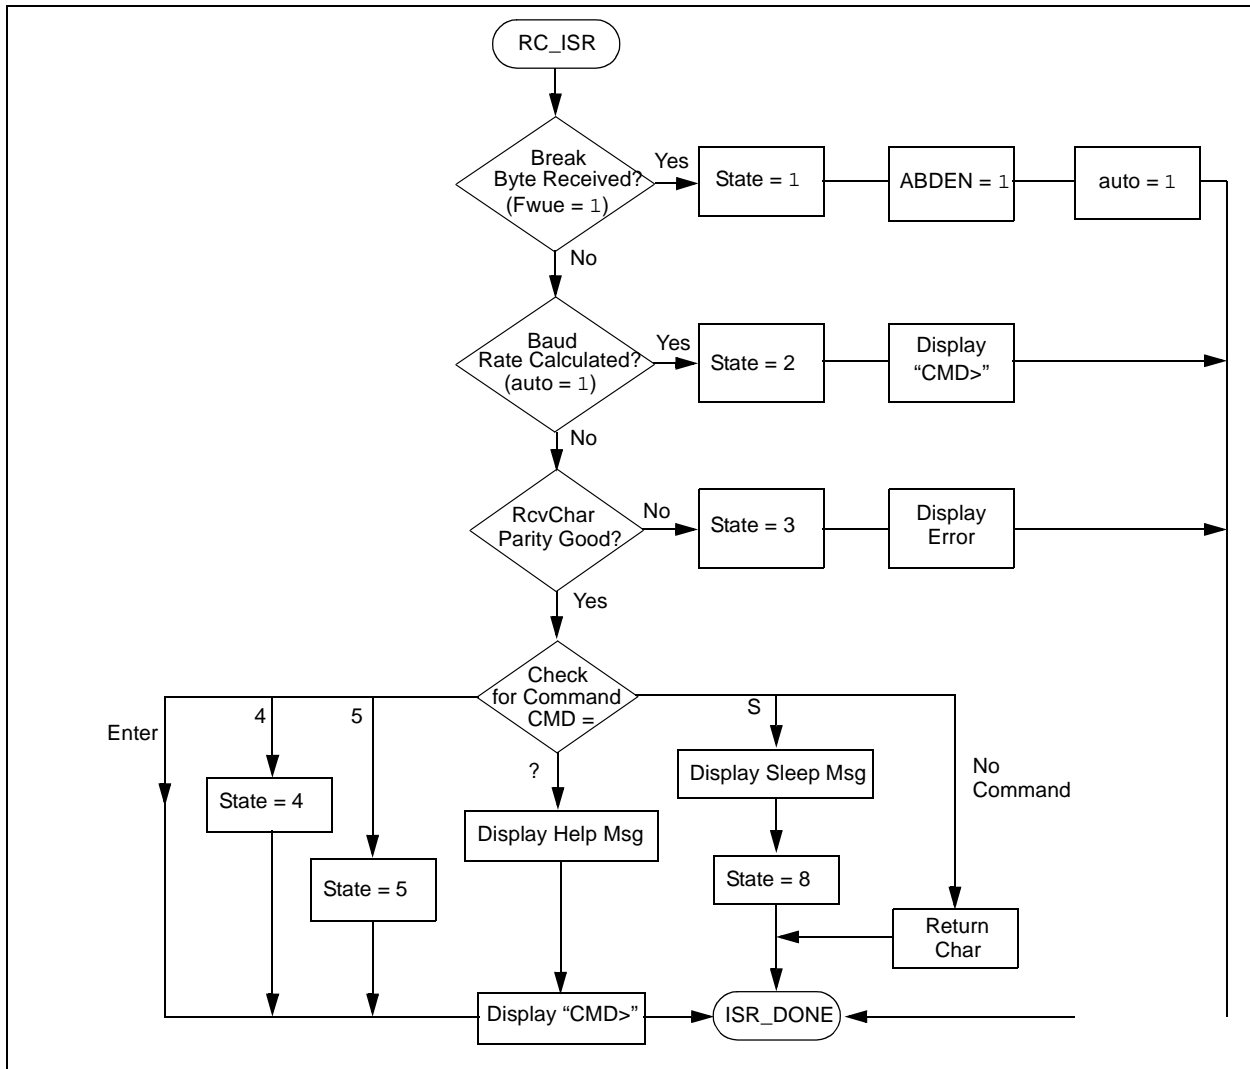 RC_ISR
Break
Byte Received?
(Fwue = 1)
Yes
State = 1
ABDEN = 1
auto = 1
No
Baud
Rate Calculated?
(auto = 1)
Yes
State = 2
Display
“CMD>”
No
RcvChar
Parity Good?
No
State = 3
Display
Error
Yes
Check
for Command
CMD =
Enter
4
5
?
S
No
Command
State = 4
State = 5
Display Help Msg
Display Sleep Msg
State = 8
Return
Char
Display “CMD>”
ISR_DONE